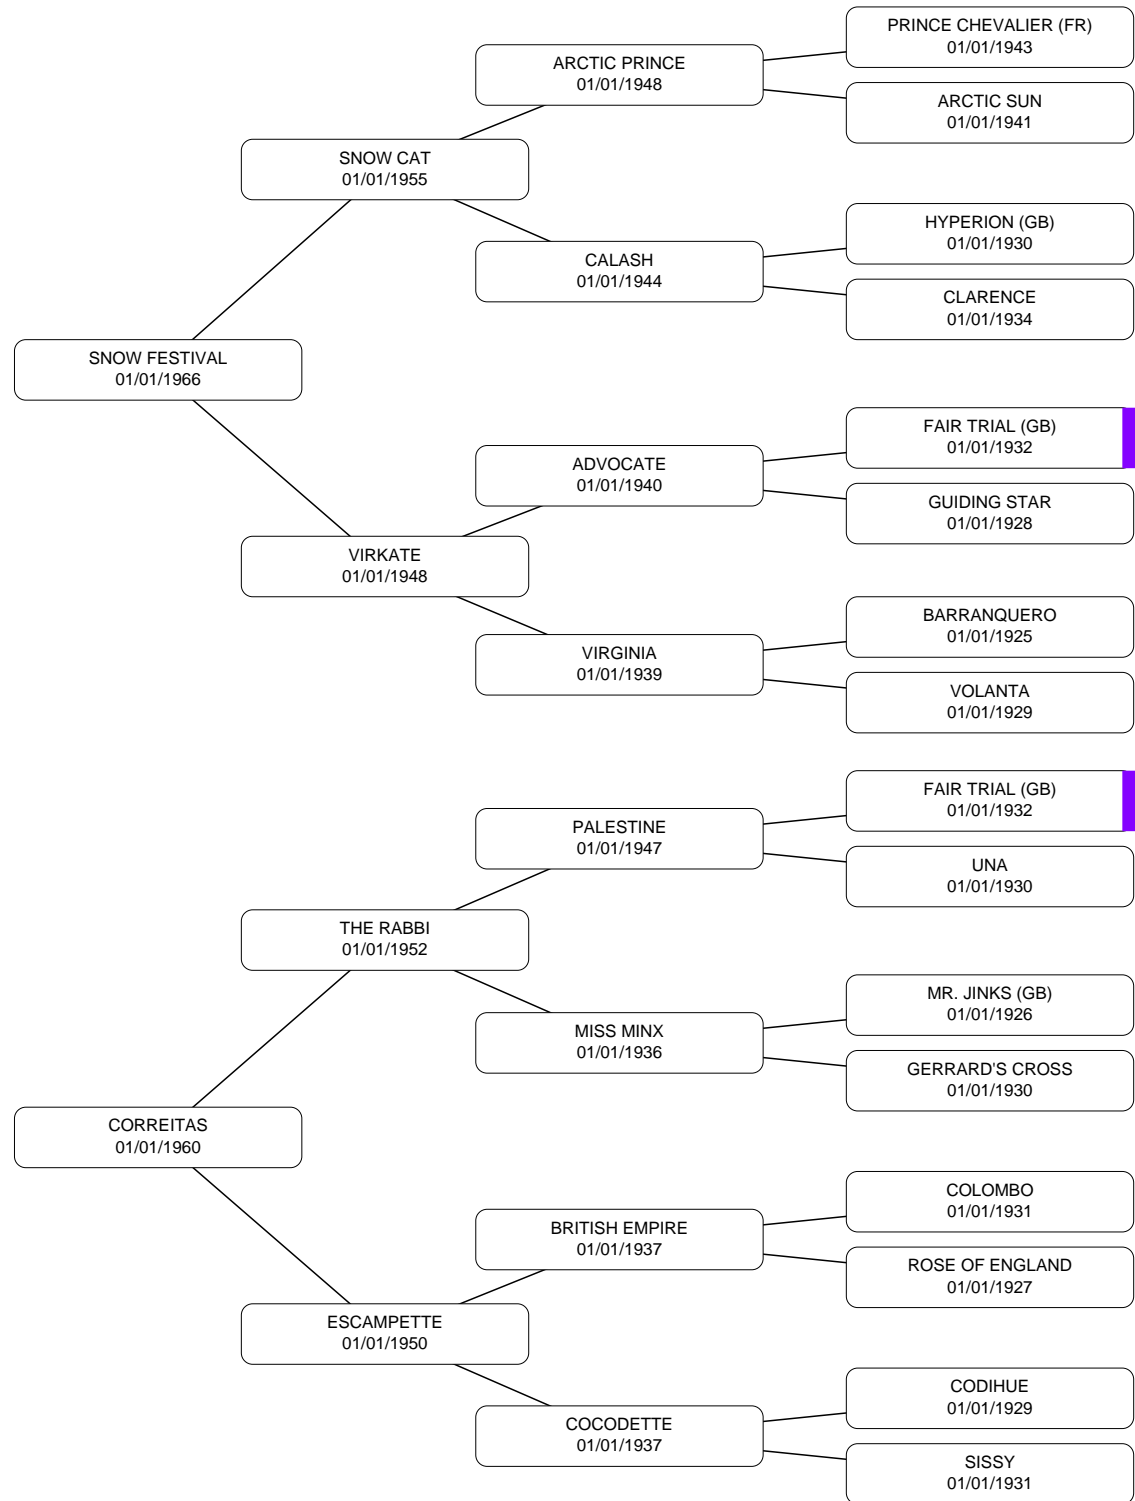 PRINCE CHEVALIER (FR)
01/01/1943
ARCTIC PRINCE
01/01/1948
ARCTIC SUN
01/01/1941
SNOW CAT
01/01/1955
HYPERION (GB)
01/01/1930
CALASH
01/01/1944
CLARENCE
01/01/1934
SNOW FESTIVAL
01/01/1966
FAIR TRIAL (GB)
01/01/1932
ADVOCATE
01/01/1940
GUIDING STAR
01/01/1928
VIRKATE
01/01/1948
BARRANQUERO
01/01/1925
VIRGINIA
01/01/1939
VOLANTA
01/01/1929
FAIR TRIAL (GB)
01/01/1932
PALESTINE
01/01/1947
UNA
01/01/1930
THE RABBI
01/01/1952
MR. JINKS (GB)
01/01/1926
MISS MINX
01/01/1936
GERRARD'S CROSS
01/01/1930
CORREITAS
01/01/1960
COLOMBO
01/01/1931
BRITISH EMPIRE
01/01/1937
ROSE OF ENGLAND
01/01/1927
ESCAMPETTE
01/01/1950
CODIHUE
01/01/1929
COCODETTE
01/01/1937
SISSY
01/01/1931